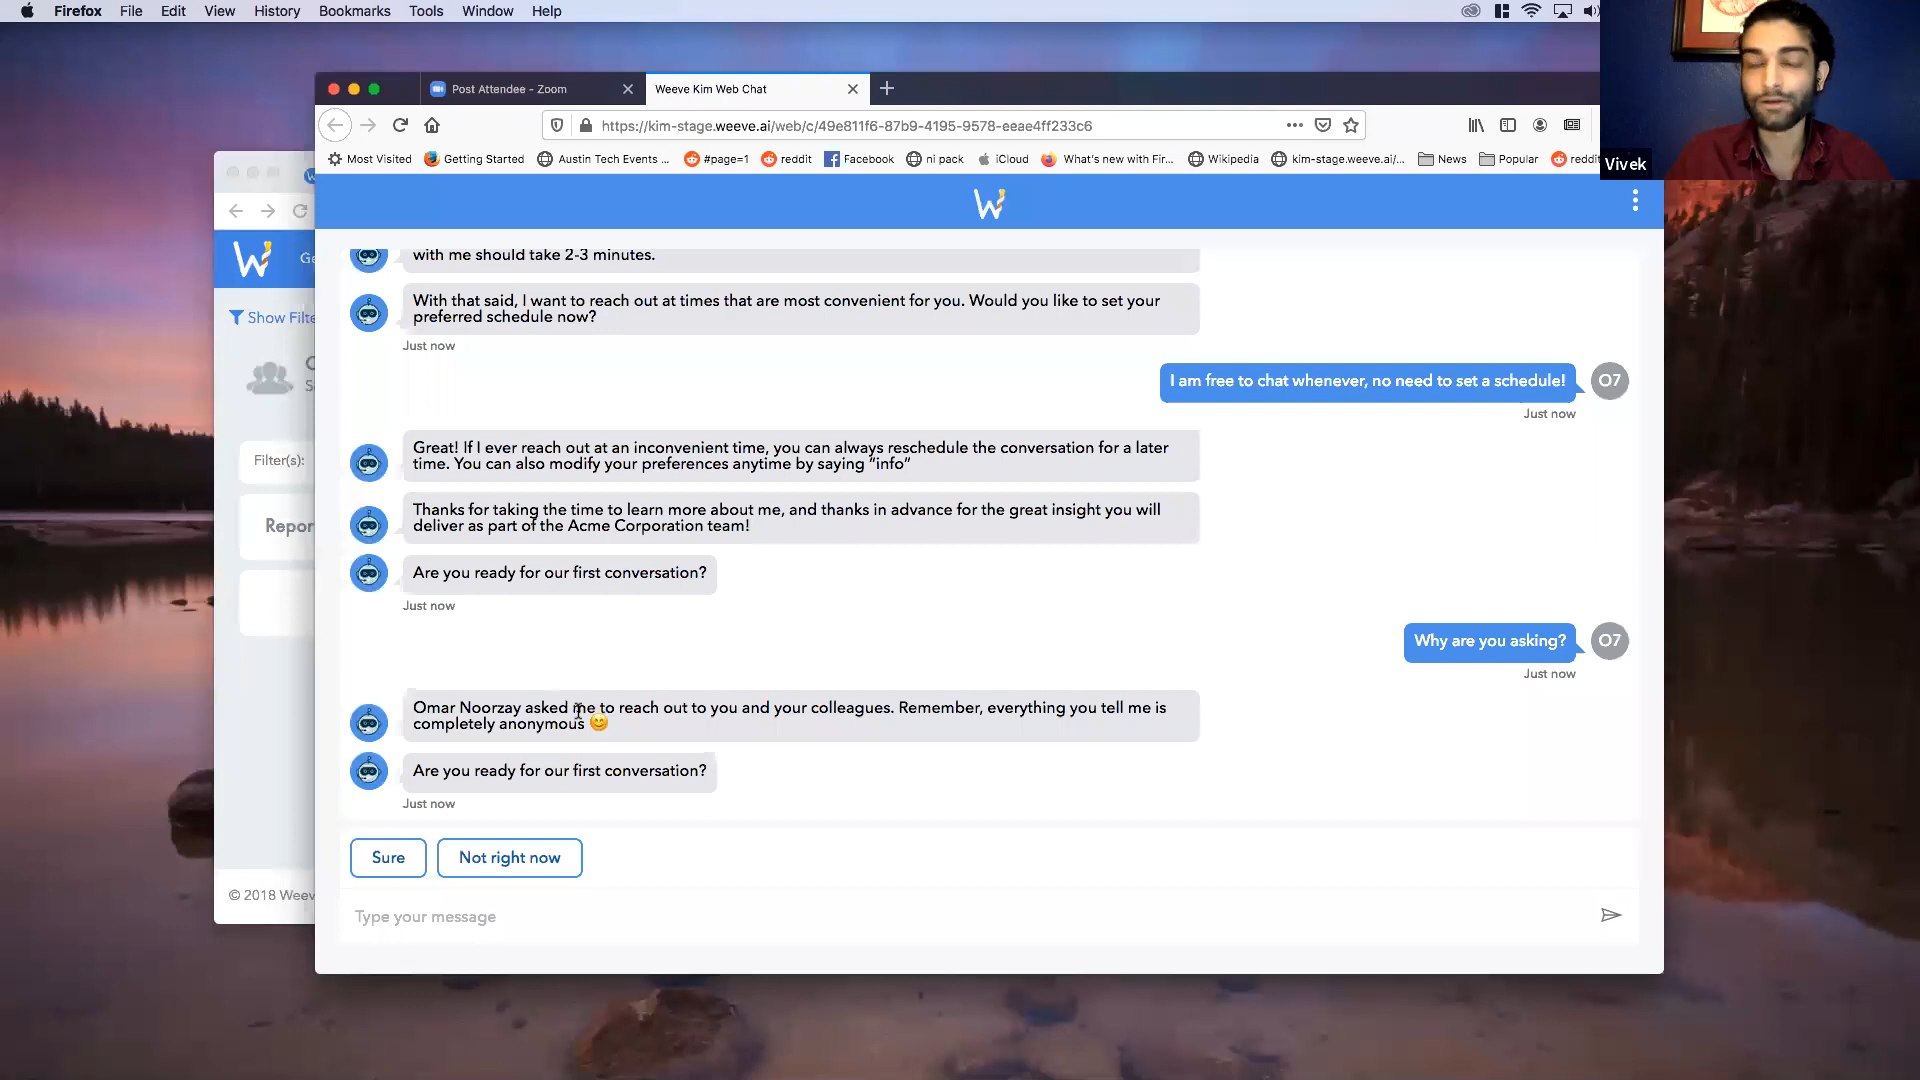 Firefox File Edit View History Bookmarks Tools Window Help
Post Attendee - Zoom
Weeve Kim Web Chat
https://kim-stage.weeve.ai/web/c/49e811f6-87b9-4195-9578-eeae4ff233c6
Most Visited Getting Started Austin Tech Events ... #page=1 reddit Facebook ni pack iCloud What's new with Fir... Wikipedia kim-stage.weeve.ai/... News Popular reddit
Vivek
W
W
Ge
Show Filte
Filter(s):
Repor
© 2018 Weev
with me should take 2-3 minutes.
With that said, I want to reach out at times that are most convenient for you. Would you like to set your
preferred schedule now?
Just now
I am free to chat whenever, no need to set a schedule!
O7
Just now
Great! If I ever reach out at an inconvenient time, you can always reschedule the conversation for a later
time. You can also modify your preferences anytime by saying “info”
Thanks for taking the time to learn more about me, and thanks in advance for the great insight you will
deliver as part of the Acme Corporation team!
Are you ready for our first conversation?
Just now
Why are you asking?
O7
Just now
Omar Noorzay asked me to reach out to you and your colleagues. Remember, everything you tell me is
completely anonymous 😊
Are you ready for our first conversation?
Just now
Sure
Not right now
Type your message